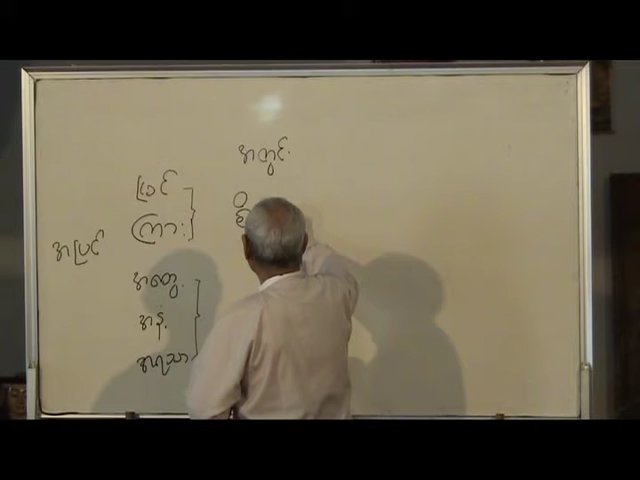 အတွင်း
မြင်
ကြား
အပြင်
အတွေ့
အနံ့
အရသာ